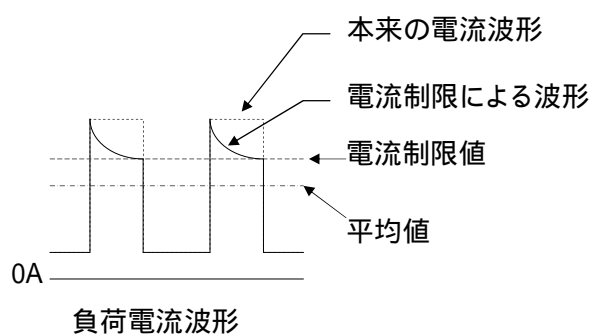 本来の電流波形
電流制限による波形
電流制限値
平均値
0A
負荷電流波形